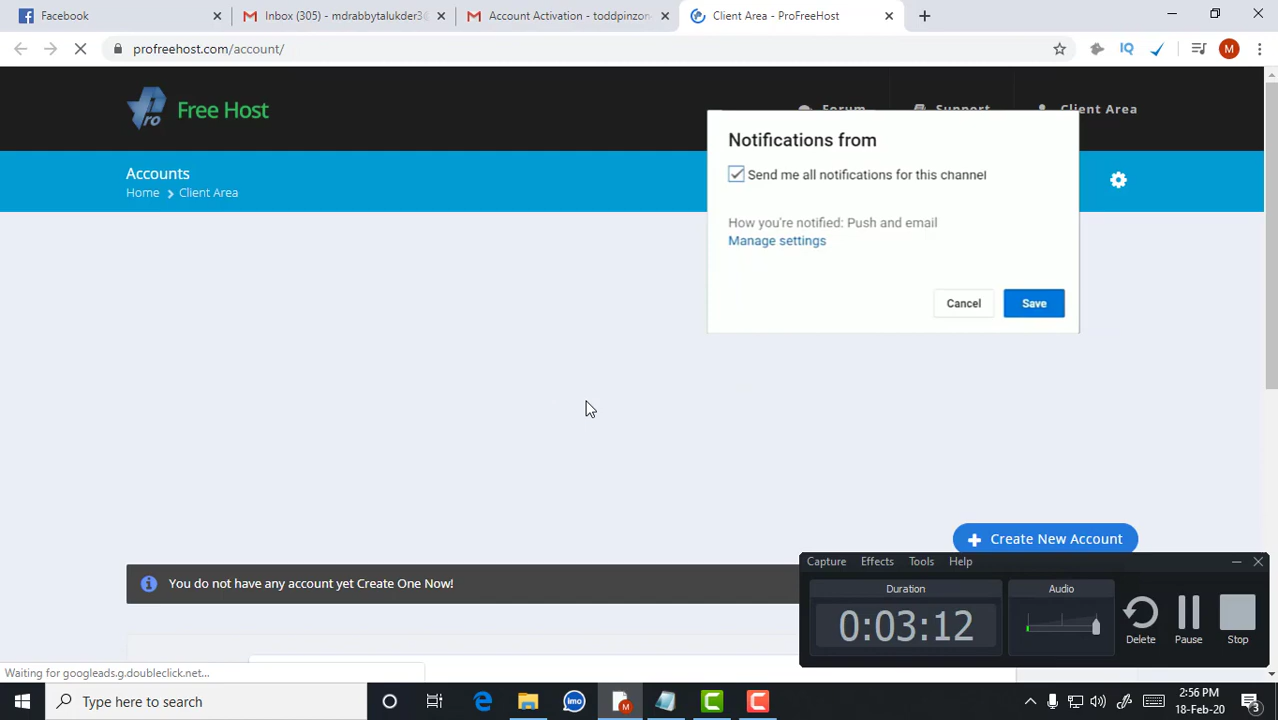 Facebook
Inbox (305) - mdrabbytalukder3
Account Activation - toddpinzon
Client Area - ProFreeHost
profreehost.com/account/
IQ
M
Pro
Free Host
Forum
Support
Client Area
Accounts
Home
Client Area
Notifications from
Send me all notifications for this channel
How you're notified: Push and email
Manage settings
Cancel
Save
Create New Account
You do not have any account yet Create One Now!
Capture
Effects
Tools
Help
Duration
Audio
0:03:12
Delete
Pause
Stop
Waiting for googleads.g.doubleclick.net...
Type here to search
imo
M
2:56 PM
18-Feb-20
3